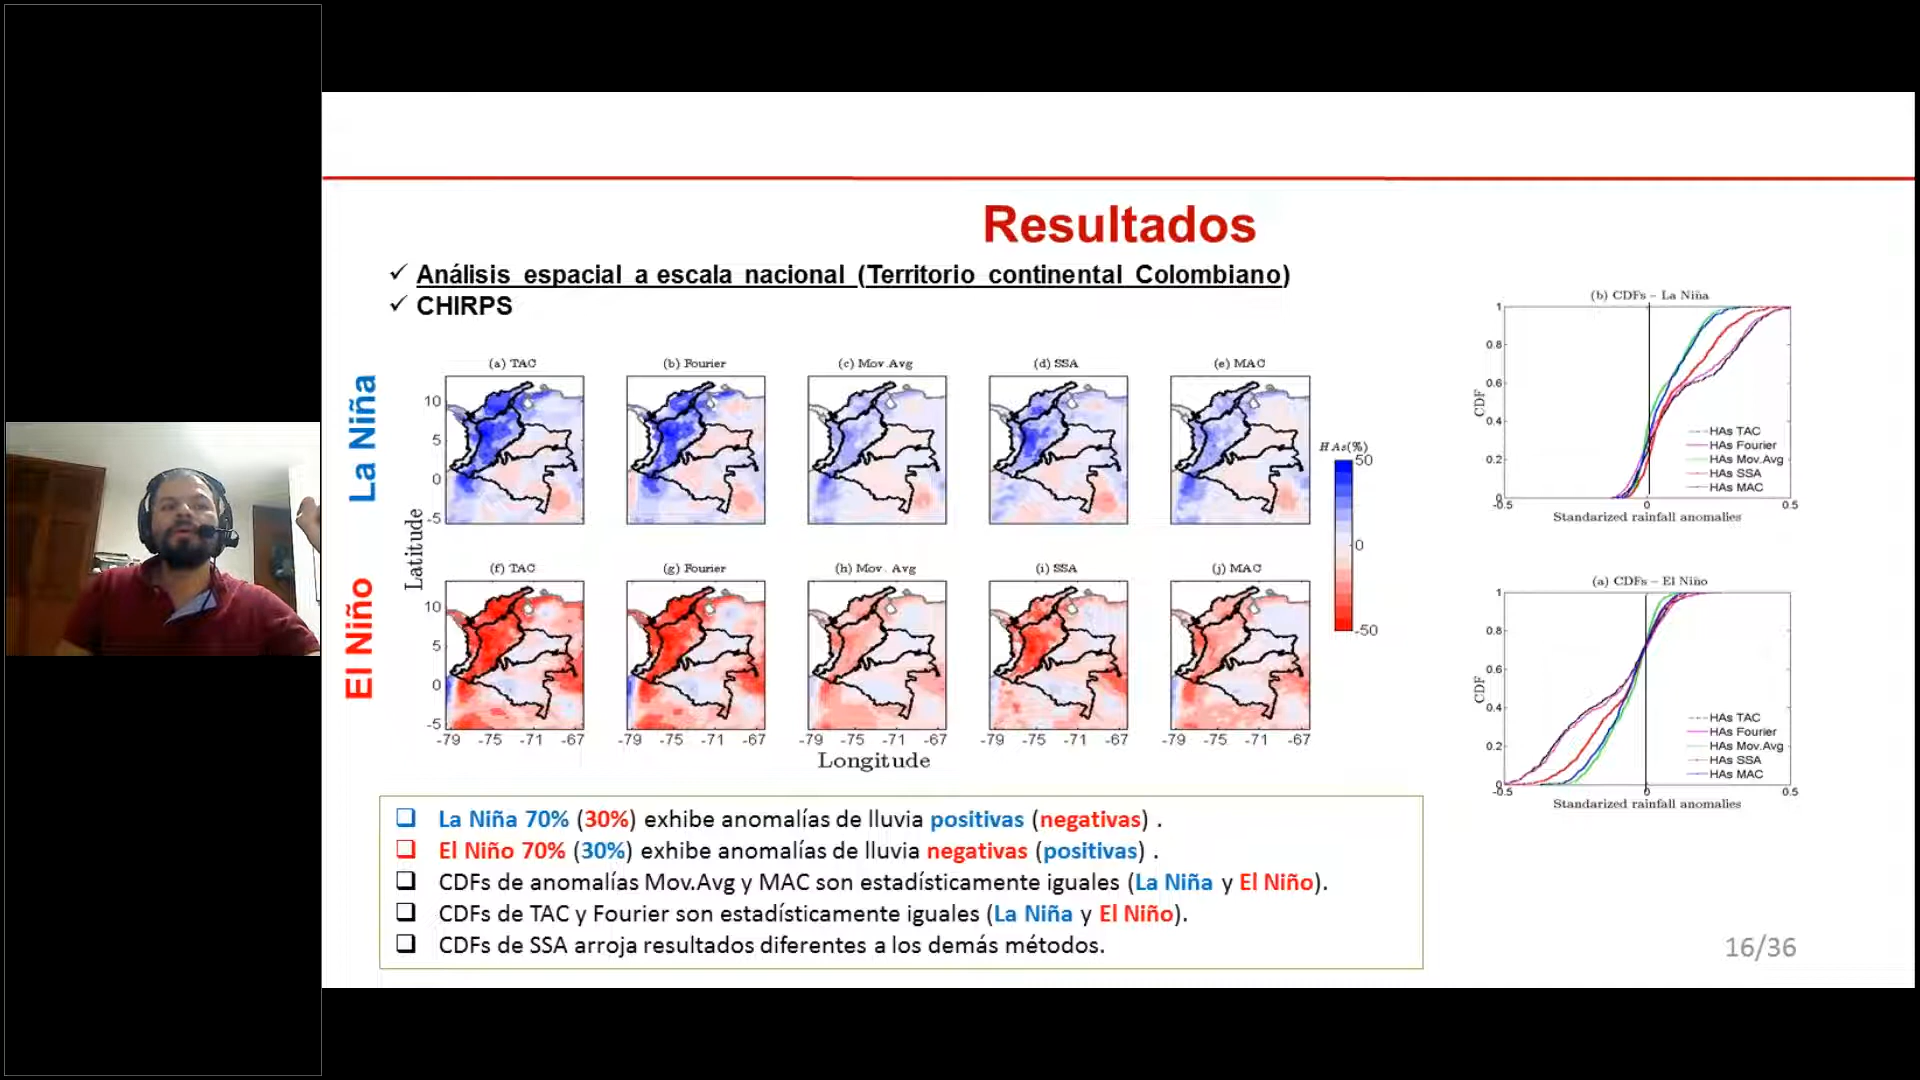 Resultados
✓ Análisis espacial a escala nacional (Territorio continental Colombiano)
✓ CHIRPS
La Niña
(a) TAC
(b) Fourier
(c) Mov.Avg
(d) SSA
(e) MAC
10
5
0
-5
Latitude
El Niño
(f) TAC
(g) Fourier
(h) Mov. Avg
(i) SSA
(j) MAC
10
5
0
-5
-79 -75 -71 -67
-79 -75 -71 -67
-79 -75 -71 -67
-79 -75 -71 -67
-79 -75 -71 -67
Longitude
HAs(%)
50
0
-50
(b) CDFs - La Niña
1
0.8
0.6
0.4
0.2
0
CDF
HAs TAC
HAs Fourier
HAs Mov.Avg
HAs SSA
HAs MAC
-0.5 0 0.5
Standarized rainfall anomalies
(a) CDFs - El Niño
1
0.8
0.6
0.4
0.2
0
CDF
HAs TAC
HAs Fourier
HAs Mov.Avg
HAs SSA
HAs MAC
-0.5 0 0.5
Standarized rainfall anomalies
❑ La Niña 70% (30%) exhibe anomalías de lluvia positivas (negativas) .
❑ El Niño 70% (30%) exhibe anomalías de lluvia negativas (positivas) .
❑ CDFs de anomalías Mov.Avg y MAC son estadísticamente iguales (La Niña y El Niño).
❑ CDFs de TAC y Fourier son estadísticamente iguales (La Niña y El Niño).
❑ CDFs de SSA arroja resultados diferentes a los demás métodos.
16/36